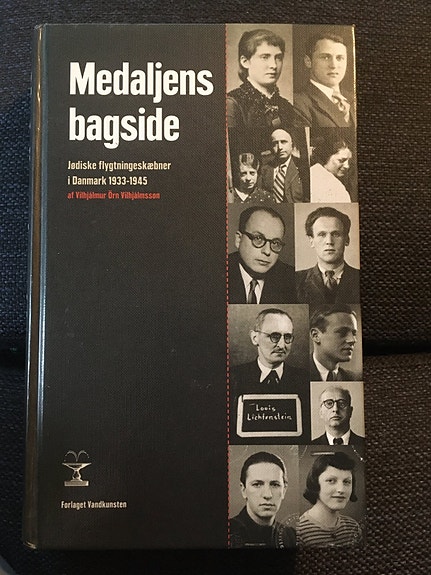 Medaljens
bagside
Jødiske flygtningeskæbner
i Danmark 1933-1945
af Vilhjálmur Örn Vilhjálmsson
Louis
Lichtenstein
Forlaget Vandkunsten